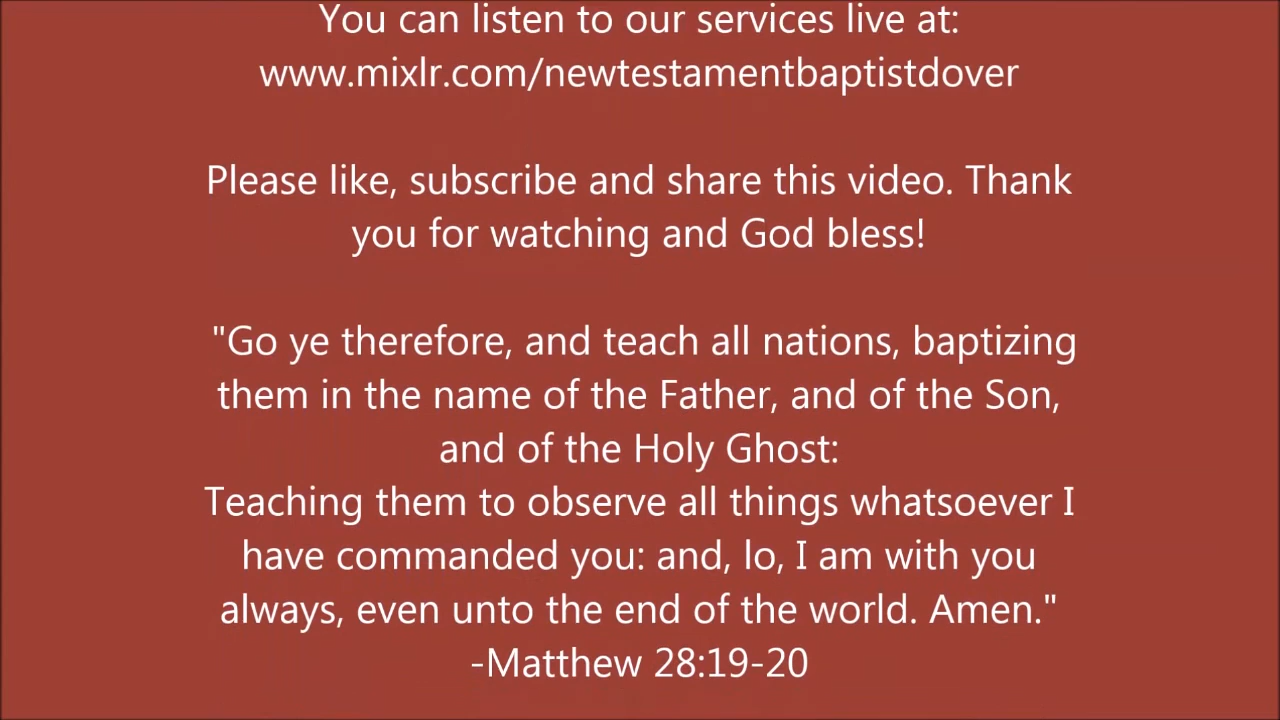 You can listen to our services live at:
www.mixlr.com/newtestamentbaptistdover
Please like, subscribe and share this video. Thank
you for watching and God bless!
"Go ye therefore, and teach all nations, baptizing
them in the name of the Father, and of the Son,
and of the Holy Ghost:
Teaching them to observe all things whatsoever I
have commanded you: and, lo, I am with you
always, even unto the end of the world. Amen."
-Matthew 28:19-20